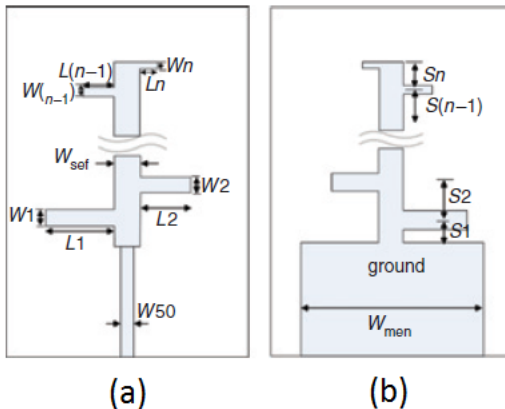 Wn
L(n−1)
Ln
W(n−1)
Wsef
W2
W1
L2
L1
W50
(a)
Sn
S(n−1)
S2
S1
ground
Wmen
(b)